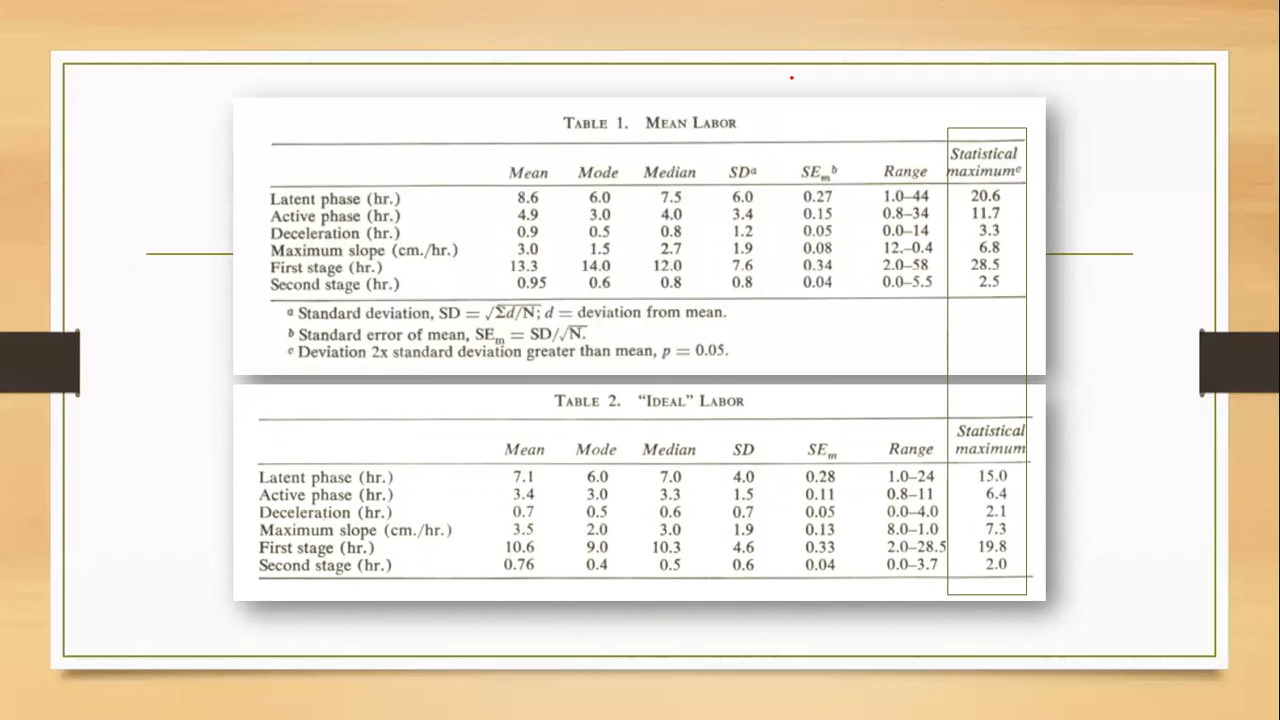 TABLE 1. MEAN LABOR
Mean Mode Median SDᵃ SEₘᵇ Range Statistical maximumᶜ
Latent phase (hr.) 8.6 6.0 7.5 6.0 0.27 1.0–44 20.6
Active phase (hr.) 4.9 3.0 4.0 3.4 0.15 0.8–34 11.7
Deceleration (hr.) 0.9 0.5 0.8 1.2 0.05 0.0–14 3.3
Maximum slope (cm./hr.) 3.0 1.5 2.7 1.9 0.08 12.–0.4 6.8
First stage (hr.) 13.3 14.0 12.0 7.6 0.34 2.0–58 28.5
Second stage (hr.) 0.95 0.6 0.8 0.8 0.04 0.0–5.5 2.5
ᵃ Standard deviation, SD = √Σd/N; d = deviation from mean.
ᵇ Standard error of mean, SEₘ = SD/√N.
ᶜ Deviation 2x standard deviation greater than mean, p = 0.05.
TABLE 2. “IDEAL” LABOR
Mean Mode Median SD SEₘ Range Statistical maximum
Latent phase (hr.) 7.1 6.0 7.0 4.0 0.28 1.0–24 15.0
Active phase (hr.) 3.4 3.0 3.3 1.5 0.11 0.8–11 6.4
Deceleration (hr.) 0.7 0.5 0.6 0.7 0.05 0.0–4.0 2.1
Maximum slope (cm./hr.) 3.5 2.0 3.0 1.9 0.13 8.0–1.0 7.3
First stage (hr.) 10.6 9.0 10.3 4.6 0.33 2.0–28.5 19.8
Second stage (hr.) 0.76 0.4 0.5 0.6 0.04 0.0–3.7 2.0